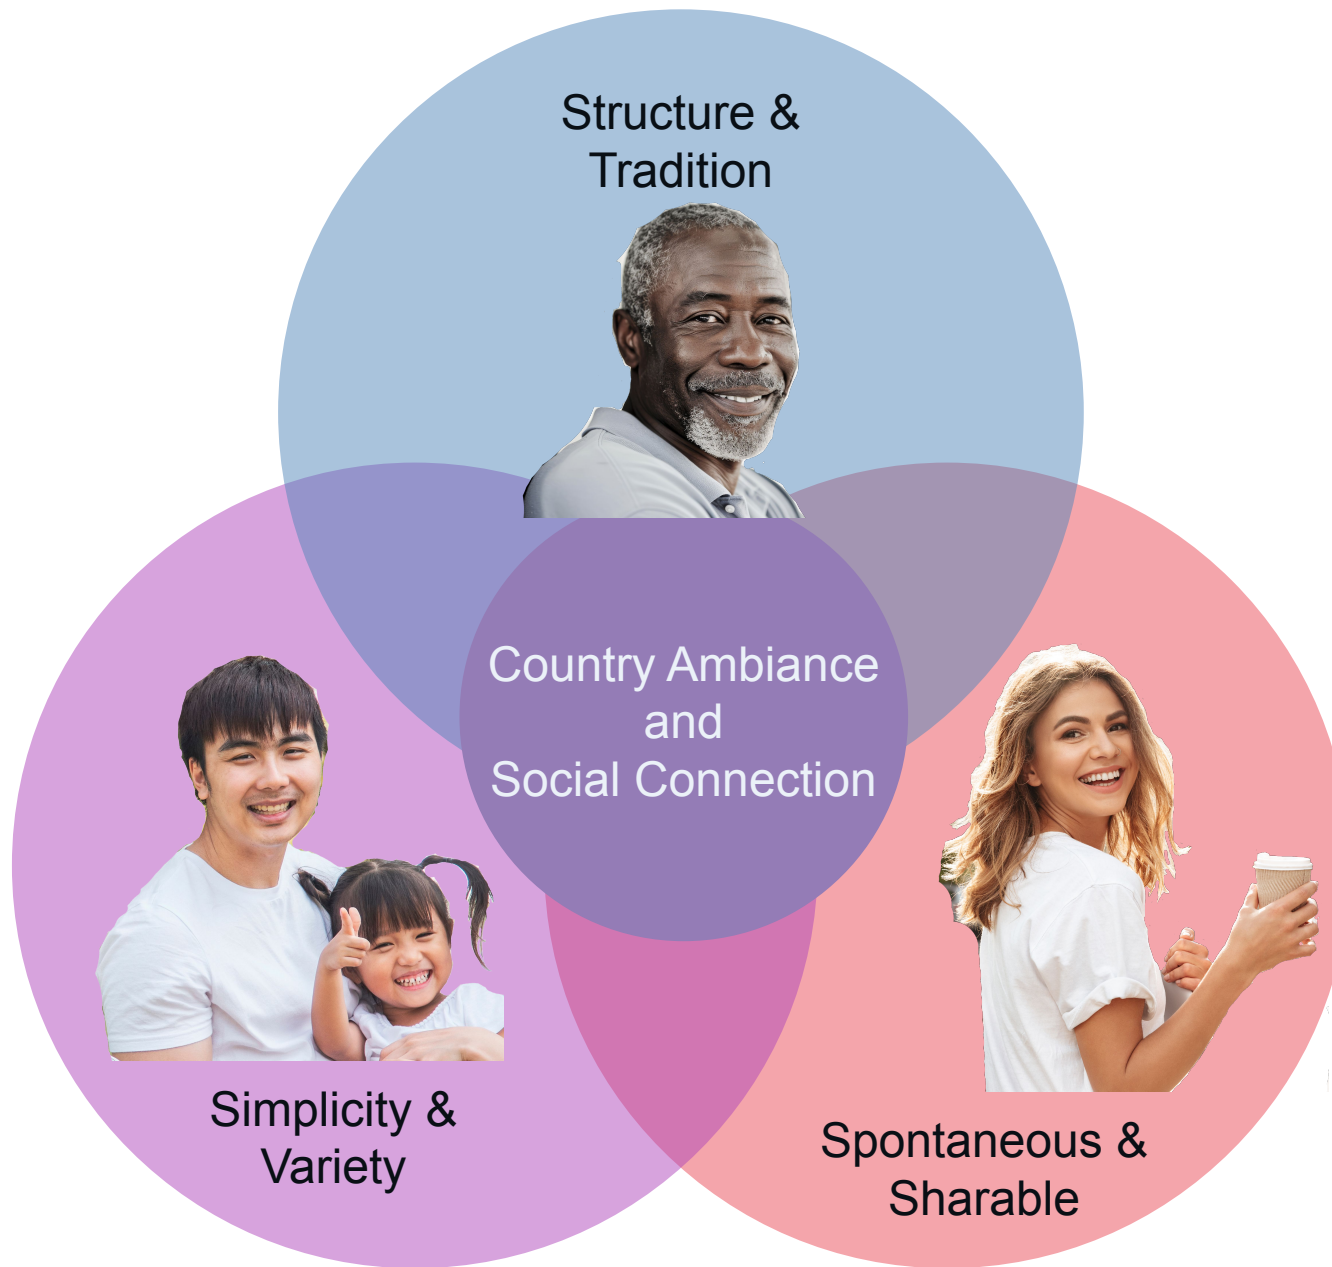 Structure &
Tradition
Country Ambiance
and
Social Connection
Simplicity &
Variety
Spontaneous &
Sharable